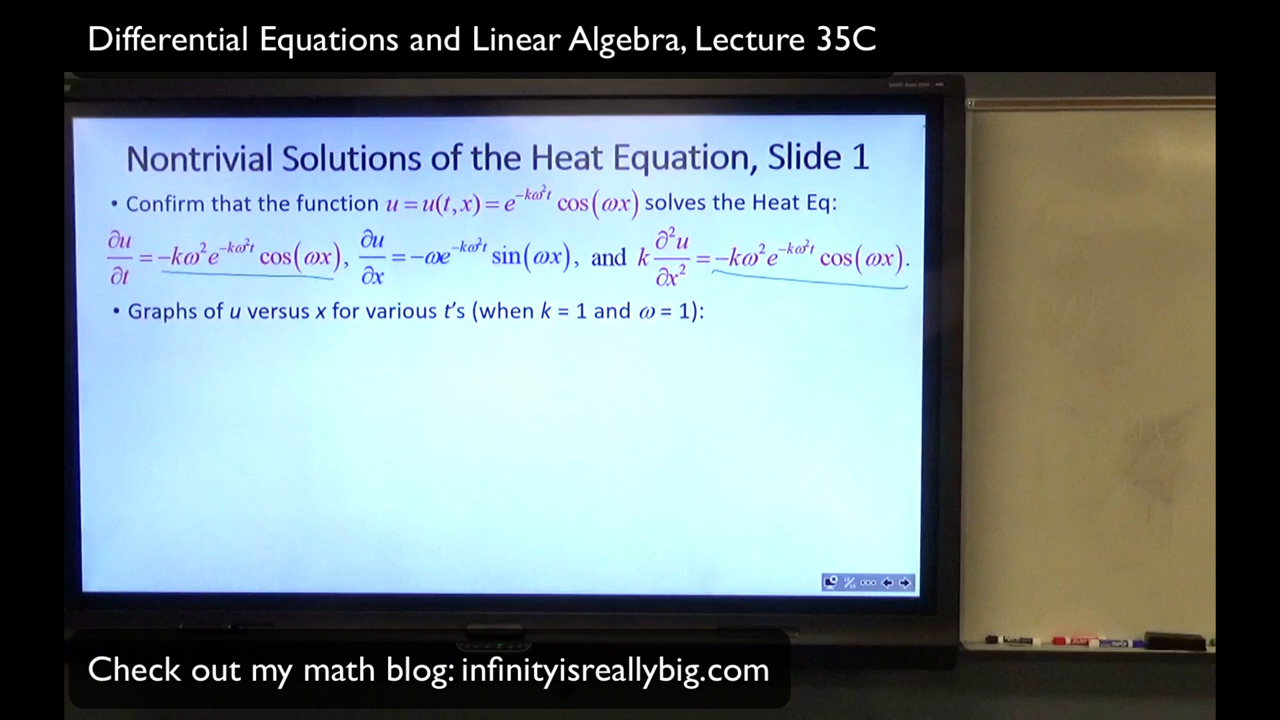 Differential Equations and Linear Algebra, Lecture 35C
Nontrivial Solutions of the Heat Equation, Slide 1
• Confirm that the function u = u(t,x) = e^{-kω²t} cos(ωx) solves the Heat Eq:
∂u/∂t = -kω²e^{-kω²t} cos(ωx), ∂u/∂x = -ωe^{-kω²t} sin(ωx), and k ∂²u/∂x² = -kω²e^{-kω²t} cos(ωx).
• Graphs of u versus x for various t's (when k = 1 and ω = 1):
Check out my math blog: infinityisreallybig.com